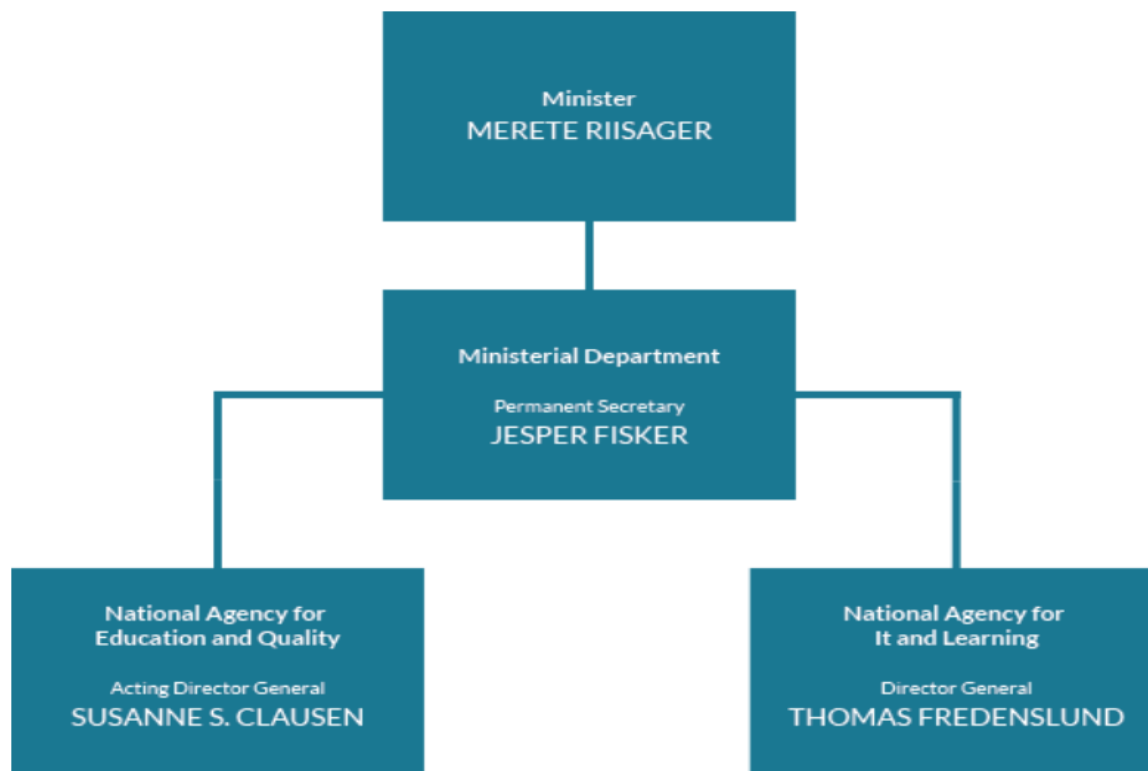 Minister
MERETE RIISAGER
Ministerial Department
Permanent Secretary
JESPER FISKER
National Agency for
Education and Quality
Acting Director General
SUSANNE S. CLAUSEN
National Agency for
It and Learning
Director General
THOMAS FREDENSLUND